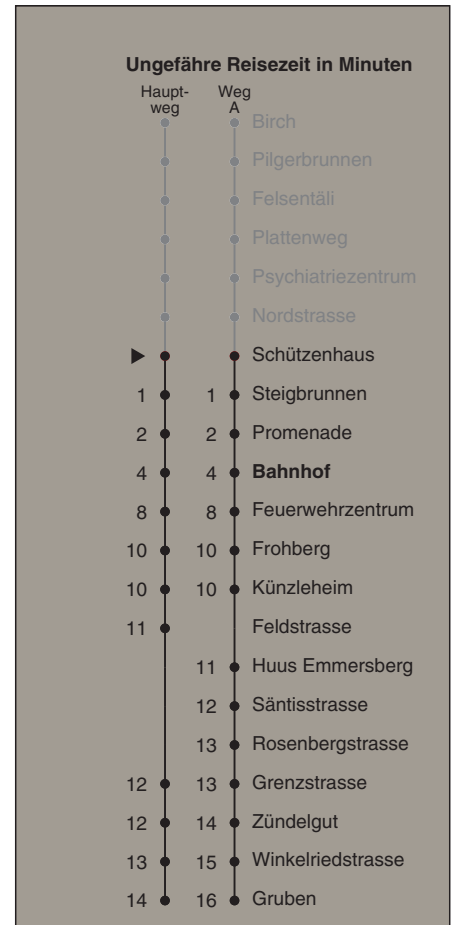 Ungefähre Reisezeit in Minuten
Haupt- Weg
weg A
Birch
Pilgerbrunnen
Felsentäli
Plattenweg
Psychiatriezentrum
Nordstrasse
Schützenhaus
1 1 Steigbrunnen
2 2 Promenade
4 4 Bahnhof
8 8 Feuerwehrzentrum
10 10 Frohberg
10 10 Künzleheim
11 Feldstrasse
11 Huus Emmersberg
12 Säntisstrasse
13 Rosenbergstrasse
12 13 Grenzstrasse
12 14 Zündelgut
13 15 Winkelriedstrasse
14 16 Gruben